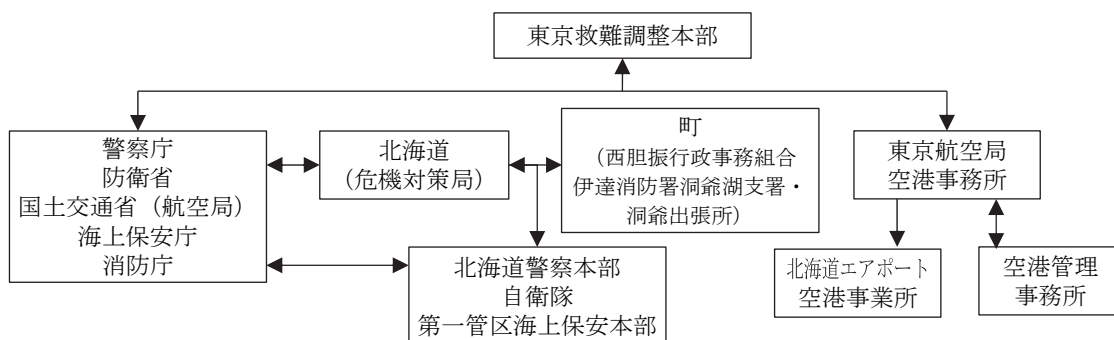 東京救難調整本部
警察庁
防衛省
国土交通省（航空局）
海上保安庁
消防庁
北海道
（危機対策局）
町
（西胆振行政事務組合
伊達消防署洞爺湖支署・
洞爺出張所）
東京航空局
空港事務所
北海道警察本部
自衛隊
第一管区海上保安本部
北海道エアポート
空港事業所
空港管理
事務所